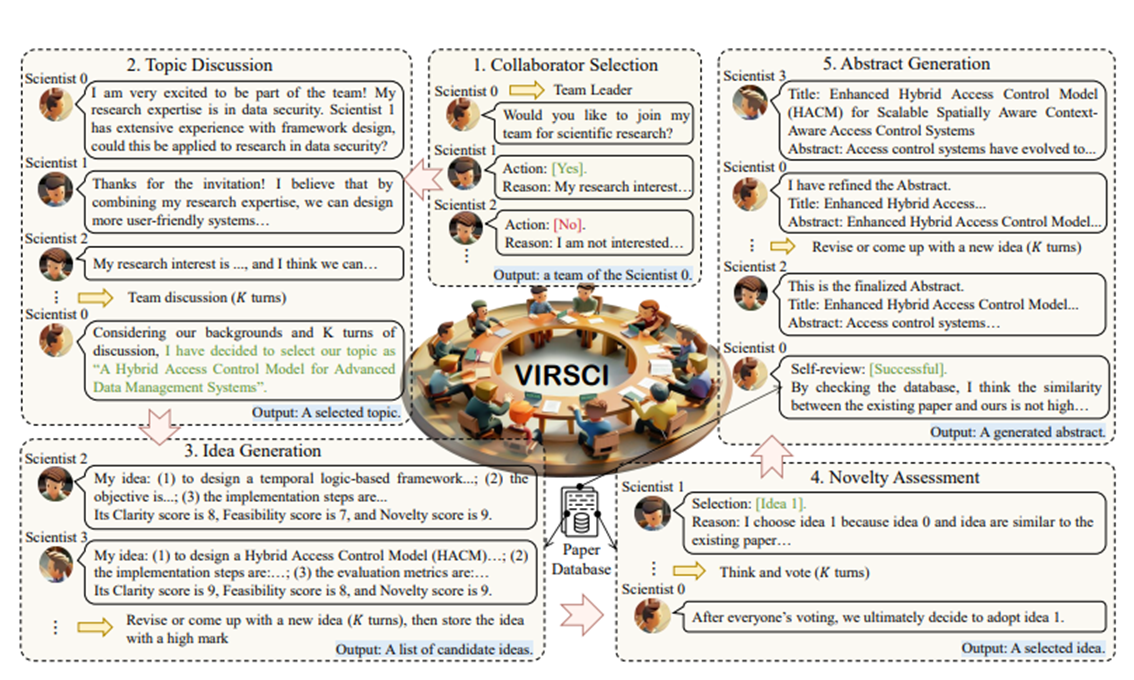 2. Topic Discussion
Scientist 0
I am very excited to be part of the team! My
research expertise is in data security. Scientist 1
has extensive experience with framework design,
could this be applied to research in data security?
Scientist 1
Thanks for the invitation! I believe that by
combining my research expertise, we can design
more user-friendly systems…
Scientist 2
My research interest is ..., and I think we can…
⋮ Team discussion (K turns)
Scientist 0
Considering our backgrounds and K turns of
discussion, I have decided to select our topic as
“A Hybrid Access Control Model for Advanced
Data Management Systems”.
Output: A selected topic.
1. Collaborator Selection
Scientist 0 Team Leader
Would you like to join my
team for scientific research?
Scientist 1
Action: [Yes].
Reason: My research interest…
Scientist 2
Action: [No].
Reason: I am not interested…
⋮
Output: a team of the Scientist 0.
VIRSCI
5. Abstract Generation
Scientist 3
Title: Enhanced Hybrid Access Control Model
(HACM) for Scalable Spatially Aware Context-
Aware Access Control Systems
Abstract: Access control systems have evolved to...
Scientist 0
I have refined the Abstract.
Title: Enhanced Hybrid Access...
Abstract: Enhanced Hybrid Access Control Model...
⋮ Revise or come up with a new idea (K turns)
Scientist 2
This is the finalized Abstract.
Title: Enhanced Hybrid Access Control Model...
Abstract: Access control systems…
Scientist 0
Self-review: [Successful].
By checking the database, I think the similarity
between the existing paper and ours is not high…
Output: A generated abstract.
3. Idea Generation
Scientist 2
My idea: (1) to design a temporal logic-based framework...; (2) the
objective is...; (3) the implementation steps are...
Its Clarity score is 8, Feasibility score is 7, and Novelty score is 9.
Scientist 3
My idea: (1) to design a Hybrid Access Control Model (HACM)…; (2)
the implementation steps are:…; (3) the evaluation metrics are:…
Its Clarity score is 9, Feasibility score is 8, and Novelty score is 9.
⋮ Revise or come up with a new idea (K turns), then store the idea
with a high mark
Output: A list of candidate ideas.
Paper
Database
4. Novelty Assessment
Scientist 1
Selection: [Idea 1].
Reason: I choose idea 1 because idea 0 and idea are similar to the
existing paper…
⋮ Think and vote (K turns)
Scientist 0
After everyone’s voting, we ultimately decide to adopt idea 1.
Output: A selected idea.